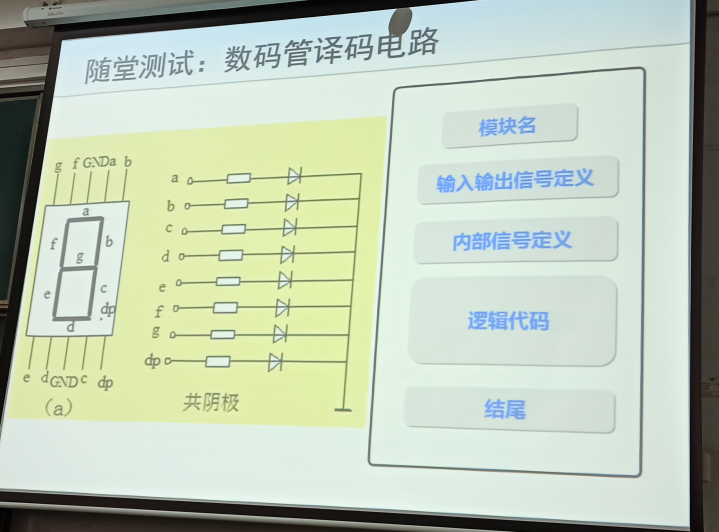 随堂测试：数码管译码电路
g f GND a b
a
f
b
g
e
c
dp
d
e d GND c dp
(a)
a
b
c
d
e
f
g
dp
共阴极
模块名
输入输出信号定义
内部信号定义
逻辑代码
结尾